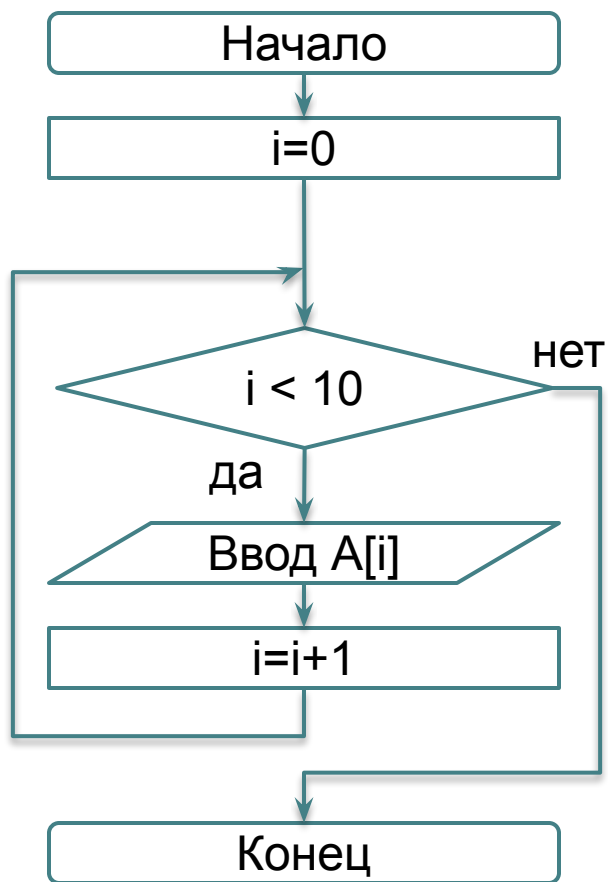 Начало
i=0
i < 10
нет
да
Ввод A[i]
i=i+1
Конец